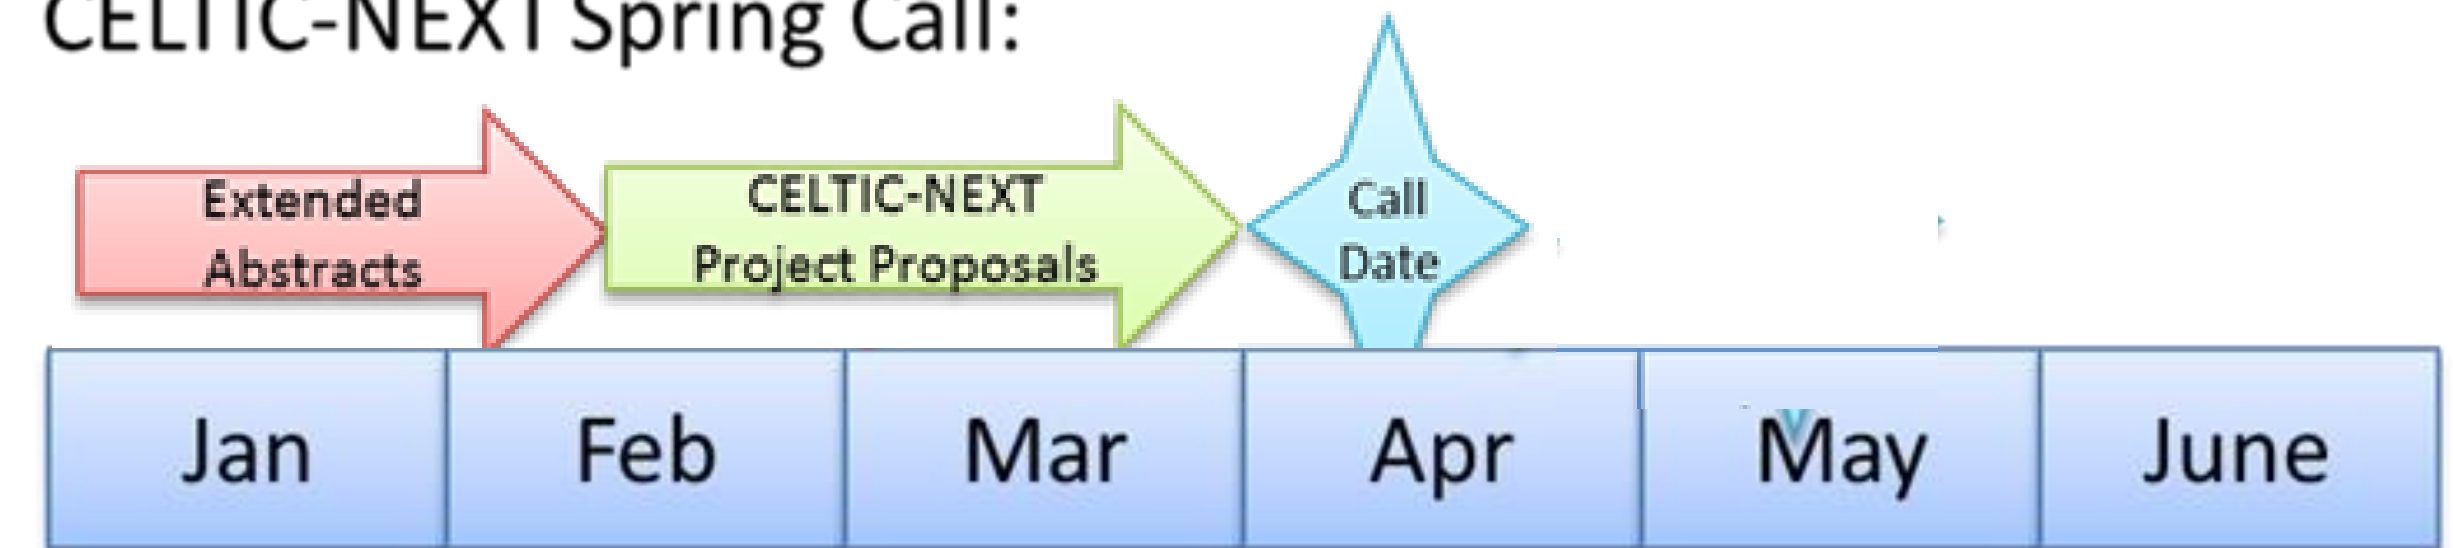 CELTIC-NEXT Spring Call:
Extended
Abstracts
CELTIC-NEXT
Project Proposals
Call
Date
Jan Feb Mar Apr May June